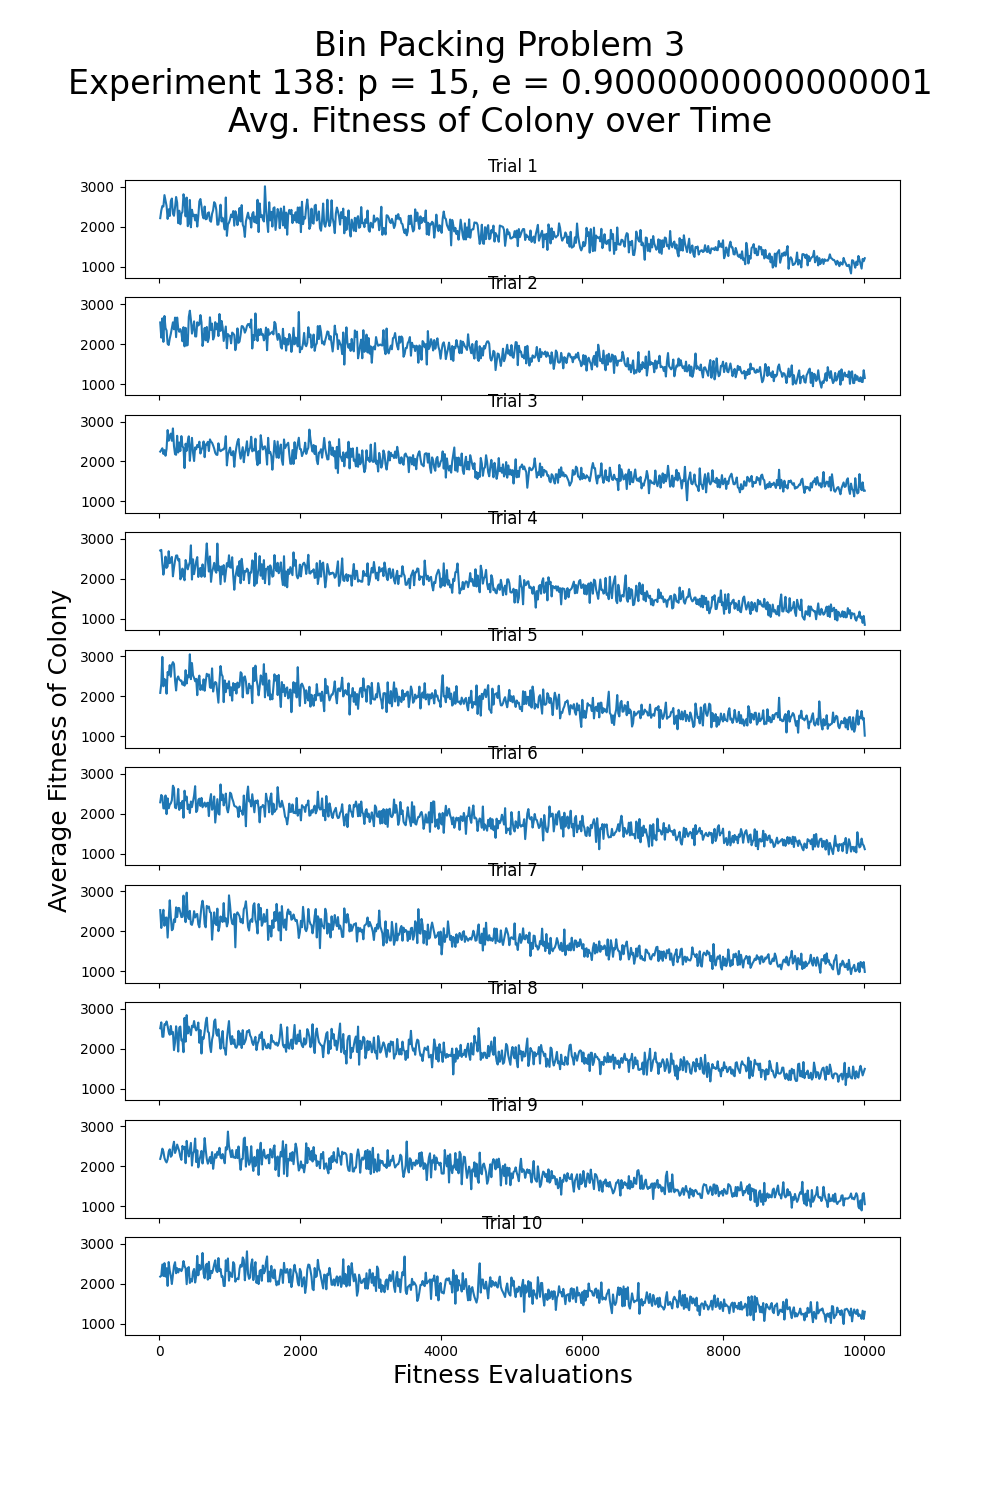 Bin Packing Problem 3
Experiment 138: p = 15, e = 0.9000000000000001
Avg. Fitness of Colony over Time
Trial 1
3000
2000
1000
Trial 2
3000
2000
1000
Trial 3
3000
2000
1000
Trial 4
3000
2000
1000
Trial 5
3000
2000
1000
Trial 6
3000
2000
1000
Trial 7
3000
2000
1000
Trial 8
3000
2000
1000
Trial 9
3000
2000
1000
Trial 10
3000
2000
1000
0 2000 4000 6000 8000 10000
Fitness Evaluations
Average Fitness of Colony